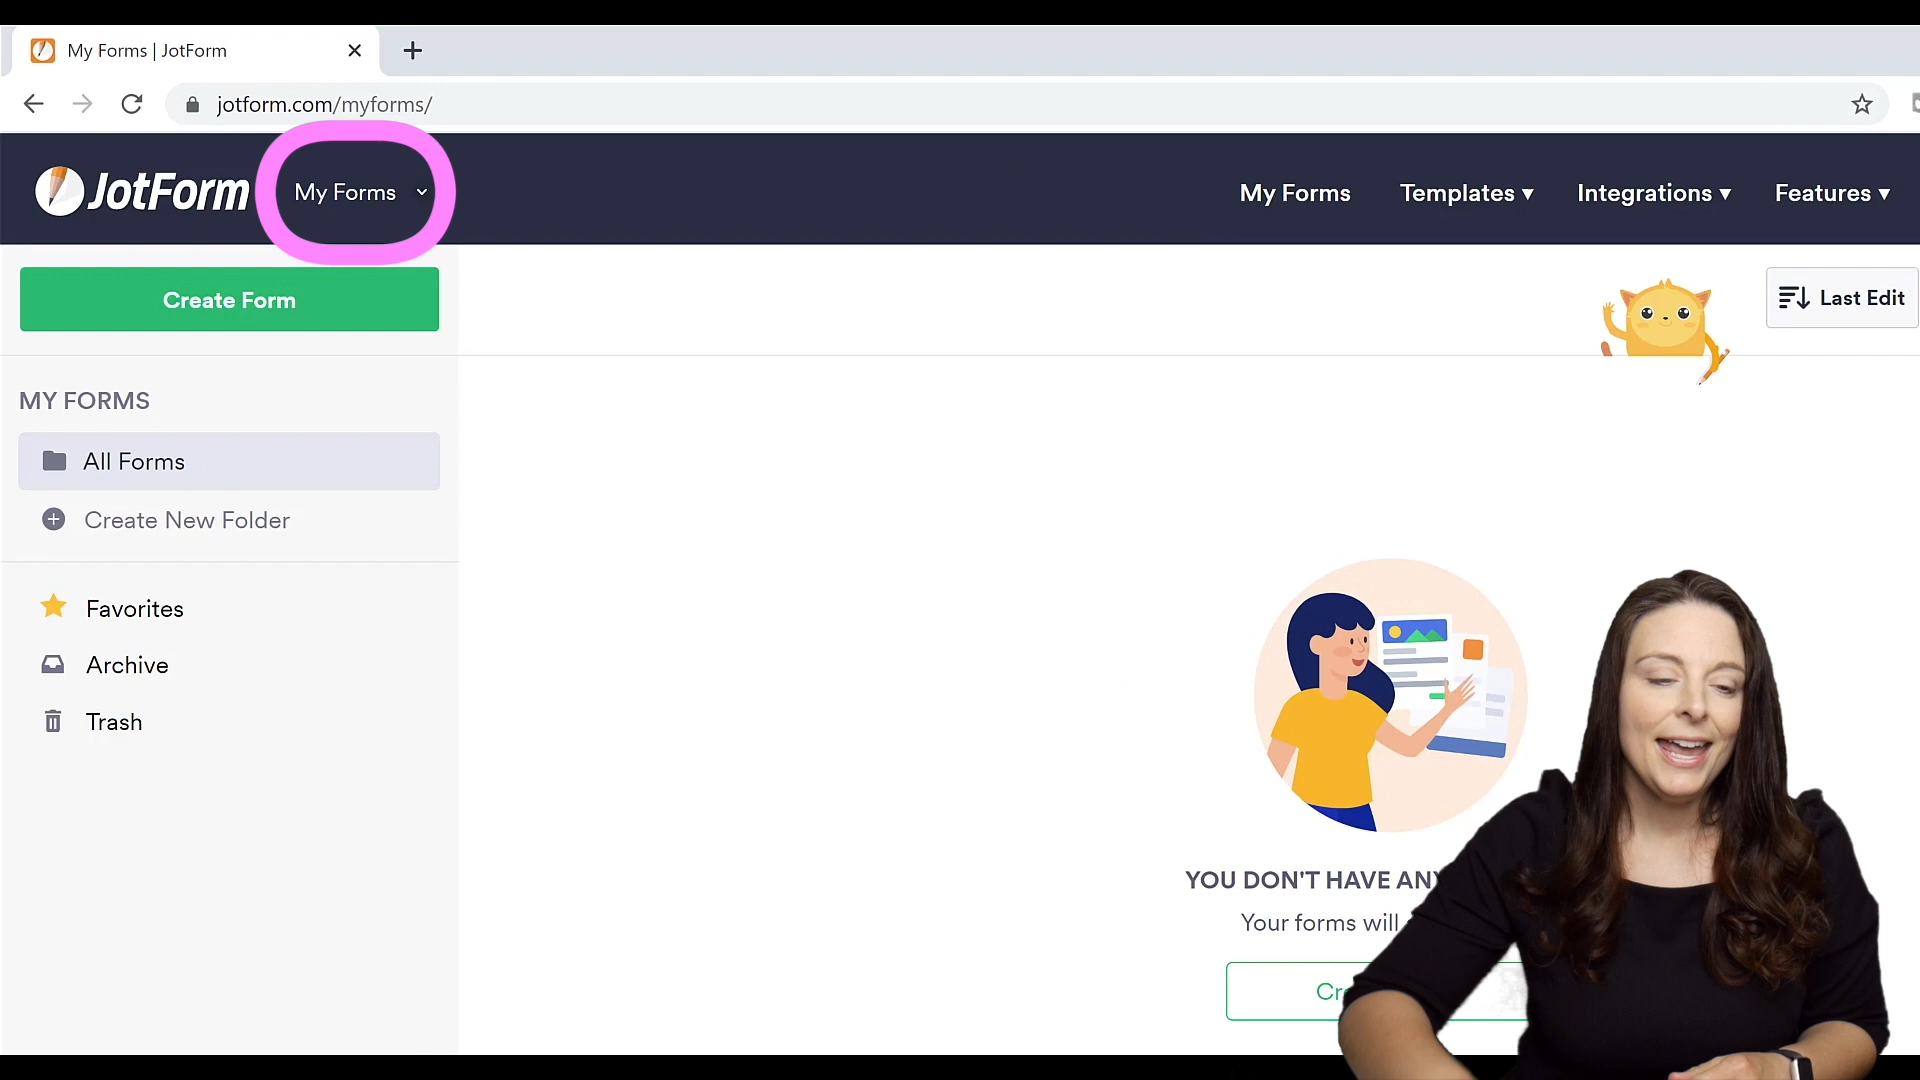 My Forms | JotForm
jotform.com/myforms/
JotForm My Forms My Forms Templates ▾ Integrations ▾ Features ▾
Create Form
Last Edit
MY FORMS
All Forms
Create New Folder
Favorites
Archive
Trash
YOU DON'T HAVE
Your forms will